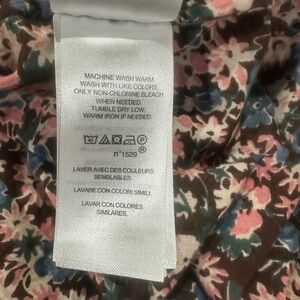 MACHINE WASH WARM
WASH WITH LIKE COLORS.
ONLY NON-CHLORINE BLEACH
WHEN NEEDED.
TUMBLE DRY LOW.
WARM IRON IF NEEDED.
n°1529
LAVER AVEC DES COULEURS
SEMBLABLES.
LAVARE CON COLORI SIMILI.
LAVAR CON COLORES
SIMILARES.